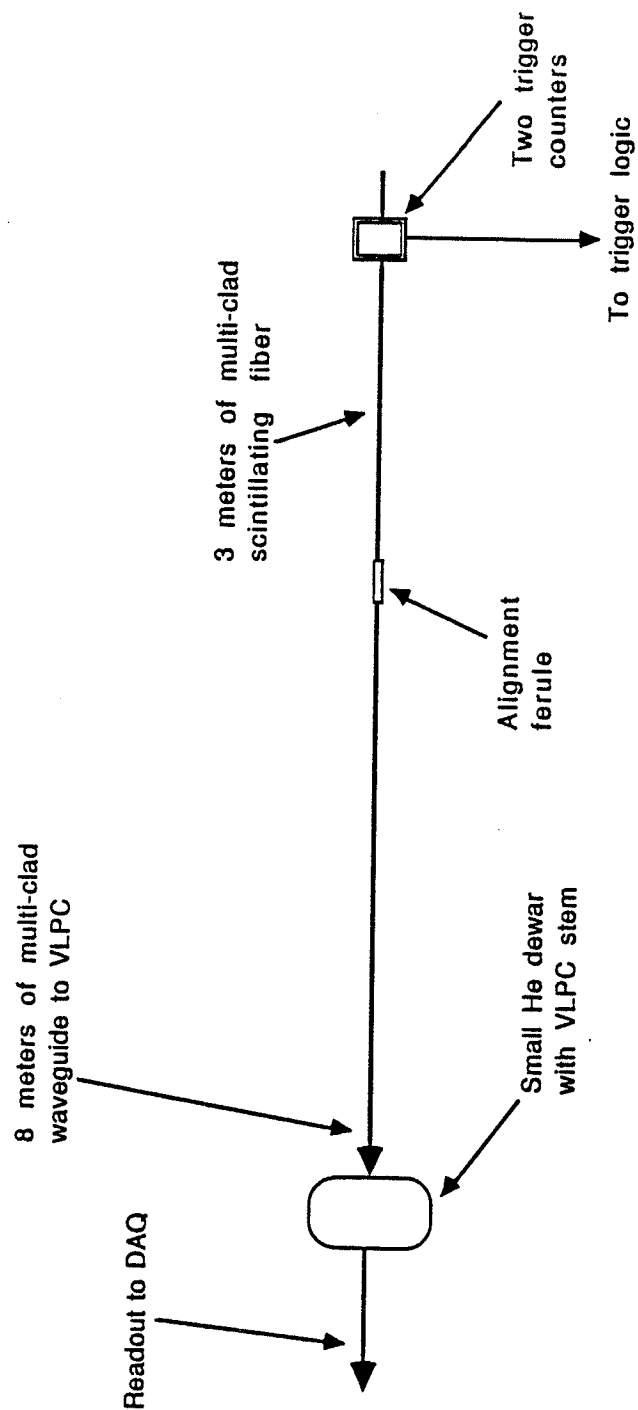 8 meters of multi-clad
waveguide to VLPC
3 meters of multi-clad
scintillating fiber
Readout to DAQ
Alignment
ferule
Two trigger
counters
Small He dewar
with VLPC stem
To trigger logic